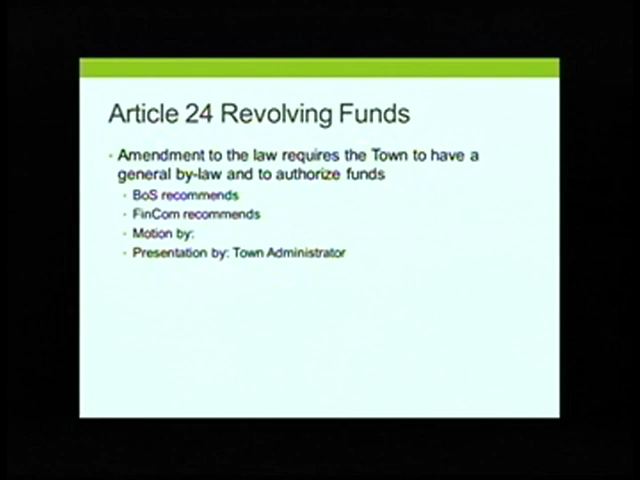 Article 24 Revolving Funds
Amendment to the law requires the Town to have a
general by-law and to authorize funds
BoS recommends
FinCom recommends
Motion by:
Presentation by: Town Administrator